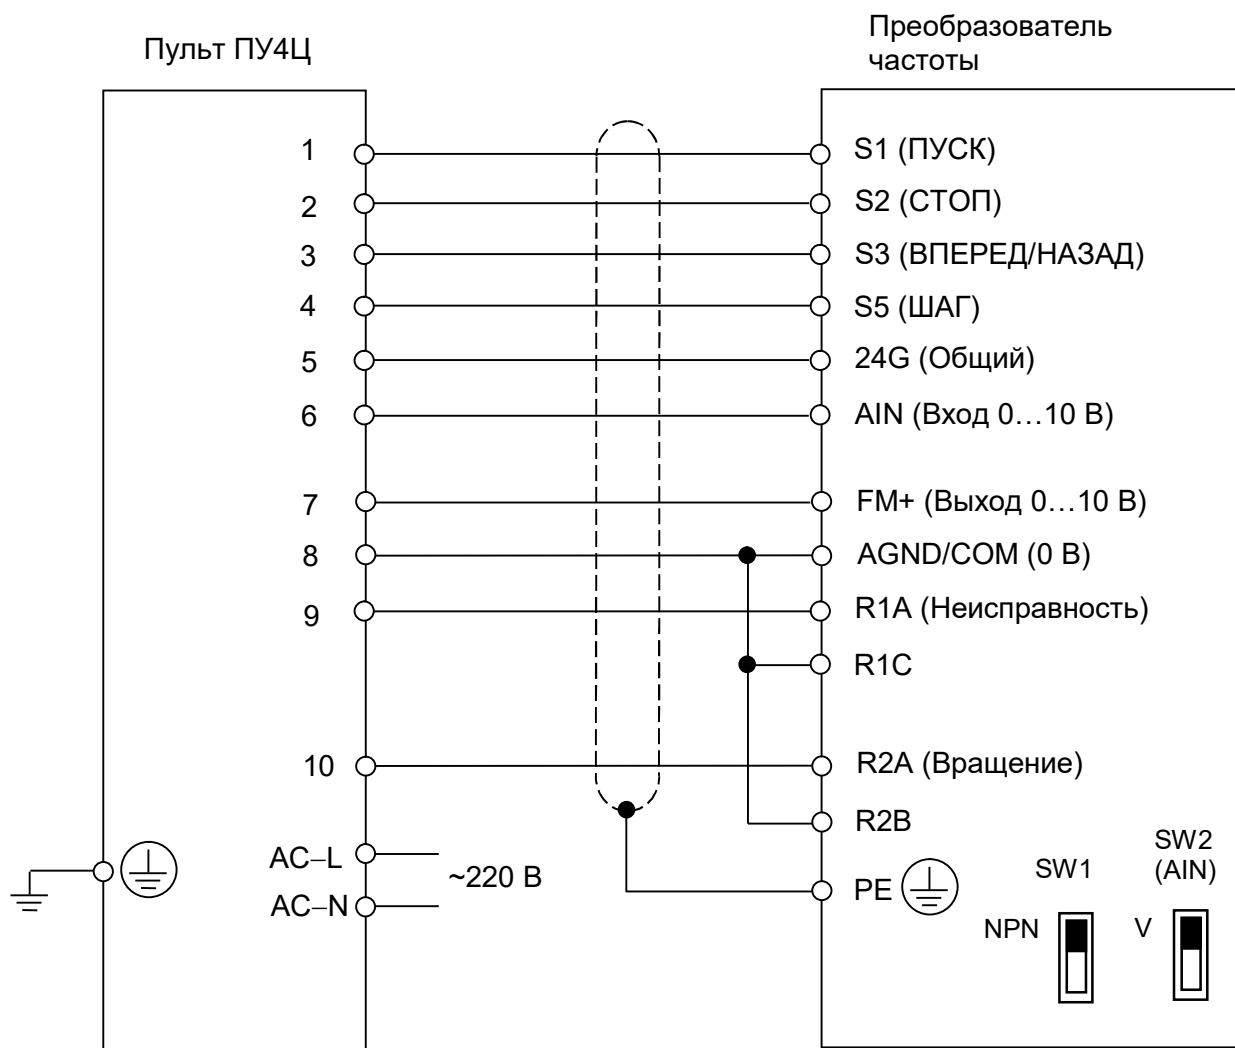 Пульт ПУ4Ц
Преобразователь
частоты
1
S1 (ПУСК)
2
S2 (СТОП)
3
S3 (ВПЕРЕД/НАЗАД)
4
S5 (ШАГ)
5
24G (Общий)
6
AIN (Вход 0…10 В)
7
FM+ (Выход 0…10 В)
8
AGND/COM (0 В)
9
R1A (Неисправность)
R1C
10
R2A (Вращение)
R2B
AC–L
~220 В
AC–N
PE
SW1
SW2
(AIN)
NPN
V